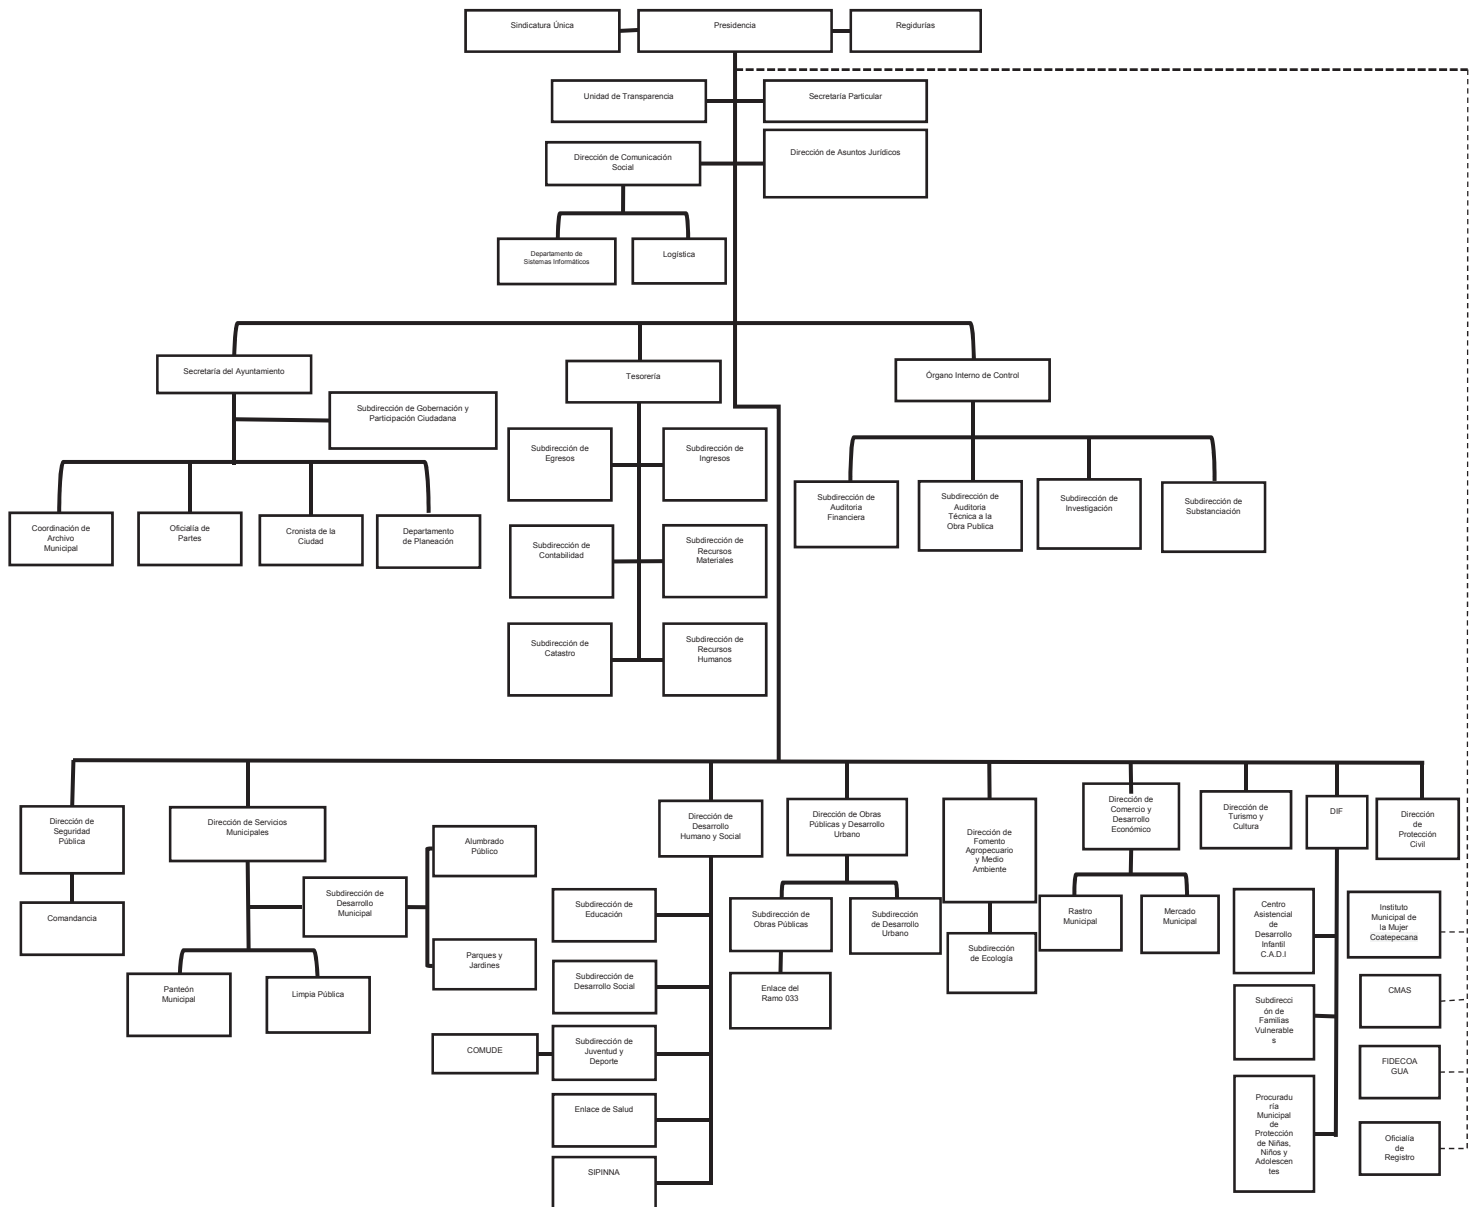 Sindicatura Única
Presidencia
Regidurías
Unidad de Transparencia
Secretaría Particular
Dirección de Comunicación
Social
Dirección de Asuntos Jurídicos
Departamento de
Sistemas Informáticos
Logística
Secretaría del Ayuntamiento
Tesorería
Órgano Interno de Control
Subdirección de Gobernación y
Participación Ciudadana
Subdirección de
Egresos
Subdirección de
Ingresos
Subdirección de
Auditoria
Financiera
Subdirección de
Auditoria
Técnica a la
Obra Publica
Subdirección de
Investigación
Subdirección de
Substanciación
Coordinación de
Archivo
Municipal
Oficialía de
Partes
Cronista de la
Ciudad
Departamento
de Planeación
Subdirección de
Contabilidad
Subdirección de
Recursos
Materiales
Subdirección de
Catastro
Subdirección de
Recursos
Humanos
Dirección de
Seguridad
Pública
Dirección de Servicios
Municipales
Dirección de
Desarrollo
Humano y Social
Dirección de Obras
Públicas y Desarrollo
Urbano
Dirección de
Fomento
Agropecuario
y Medio
Ambiente
Dirección de
Comercio y
Desarrollo
Económico
Dirección de
Turismo y
Cultura
DIF
Dirección
de
Protección
Civil
Comandancia
Subdirección de
Desarrollo
Municipal
Alumbrado
Público
Parques y
Jardines
Panteón
Municipal
Limpia Pública
Subdirección de
Educación
Subdirección de
Desarrollo Social
COMUDE
Subdirección de
Juventud y
Deporte
Enlace de Salud
SIPINNA
Subdirección de
Obras Públicas
Subdirección
de Desarrollo
Urbano
Enlace del
Ramo 033
Subdirección
de Ecología
Rastro
Municipal
Mercado
Municipal
Centro
Asistencial
de
Desarrollo
Infantil
C.A.D.I
Subdirecci
ón de
Familias
Vulnerable
s
Procuradu
ría
Municipal
de
Protección
de Niñas,
Niños y
Adolescen
tes
Instituto
Municipal de
la Mujer
Coatepecana
CMAS
FIDECOA
GUA
Oficialía
de
Registro